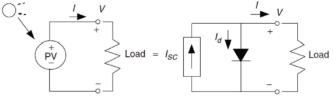 I V
+
PV
+
−
Load
−
=
I_SC
I_d
I V
+
Load
−